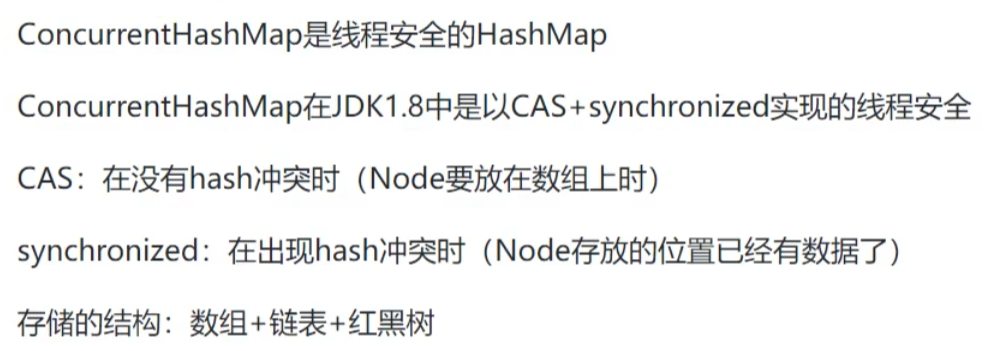 ConcurrentHashMap是线程安全的HashMap
ConcurrentHashMap在JDK1.8中是以CAS+synchronized实现的线程安全
CAS：在没有hash冲突时（Node要放在数组上时）
synchronized：在出现hash冲突时（Node存放的位置已经有数据了）
存储的结构：数组+链表+红黑树